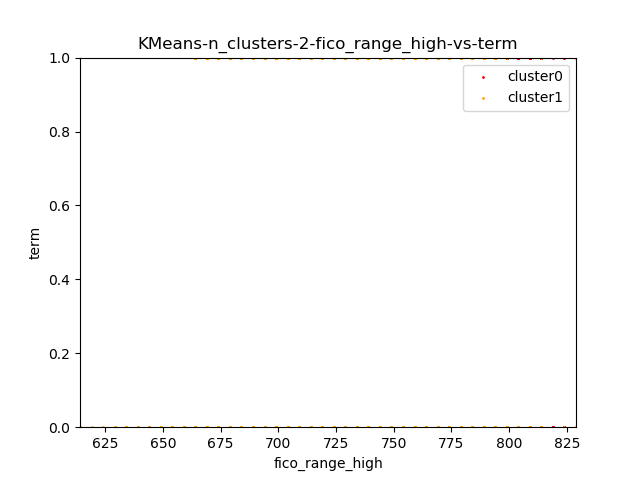 KMeans-n_clusters-2-fico_range_high-vs-term
1.0
0.8
0.6
0.4
0.2
0.0
term
cluster0
cluster1
625 650 675 700 725 750 775 800 825
fico_range_high